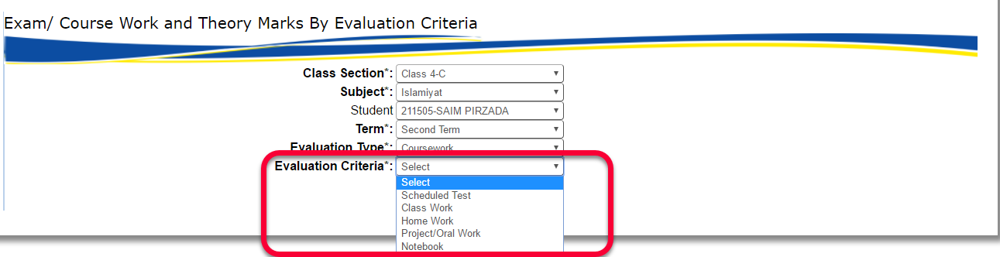 Exam/ Course Work and Theory Marks By Evaluation Criteria
Class Section*: Class 4-C
Subject*: Islamiyat
Student 211505-SAIM PIRZADA
Term*: Second Term
Evaluation Type*: Coursework
Evaluation Criteria*: Select
Select
Scheduled Test
Class Work
Home Work
Project/Oral Work
Notebook